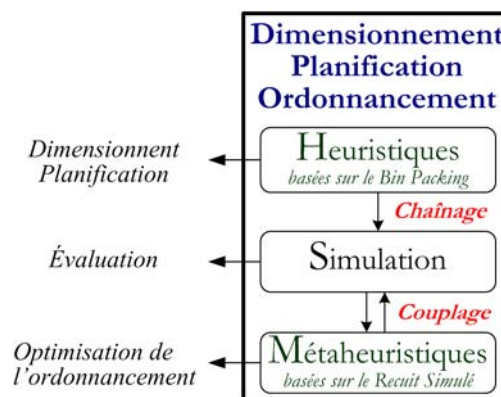 Dimensionnement
Planification
Ordonnancement
Dimensionnent
Planification
Heuristiques
basées sur le Bin Packing
Chaînage
Évaluation
Simulation
Couplage
Optimisation de
l'ordonnancement
Métaheuristiques
basées sur le Recuit Simulé